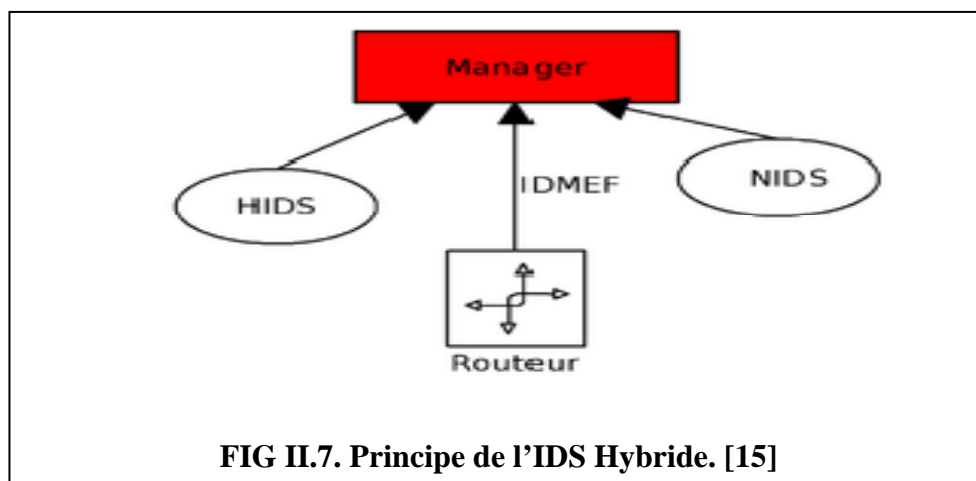 Manager
HIDS
IDMEF
NIDS
Routeur
FIG II.7. Principe de l’IDS Hybride. [15]